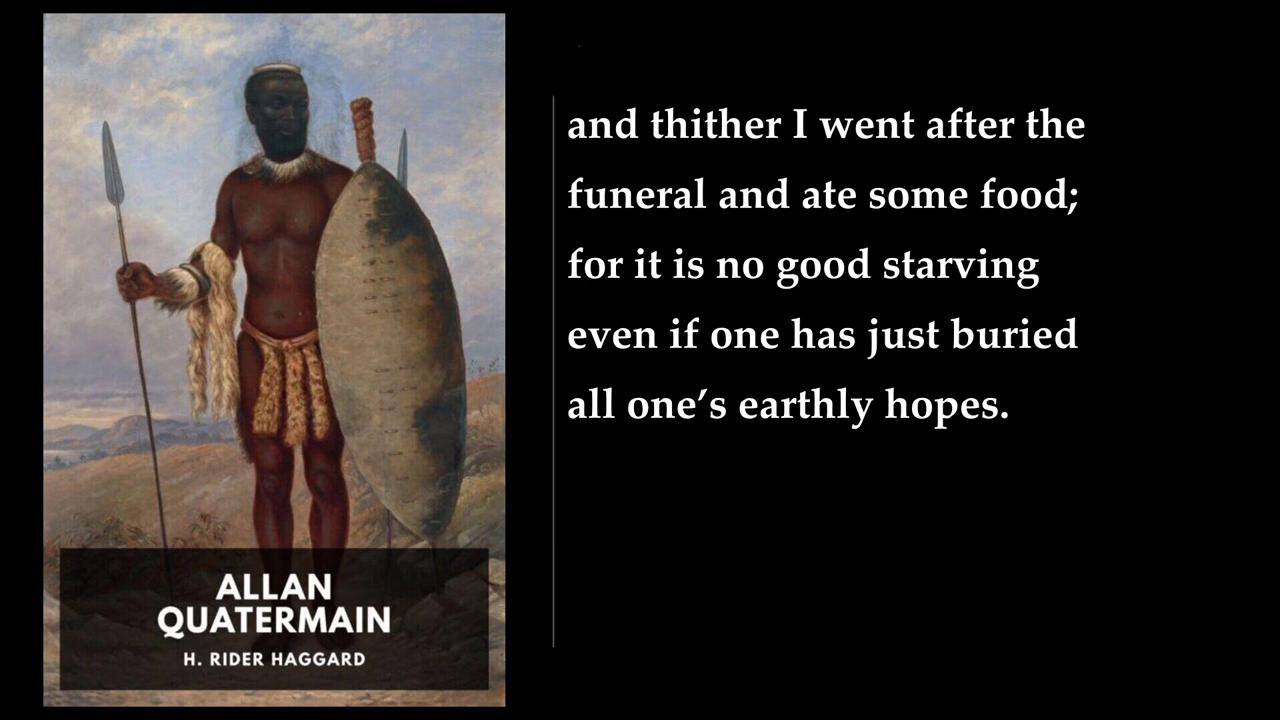 and thither I went after the
funeral and ate some food;
for it is no good starving
even if one has just buried
all one’s earthly hopes.
ALLAN
QUATERMAIN
H. RIDER HAGGARD